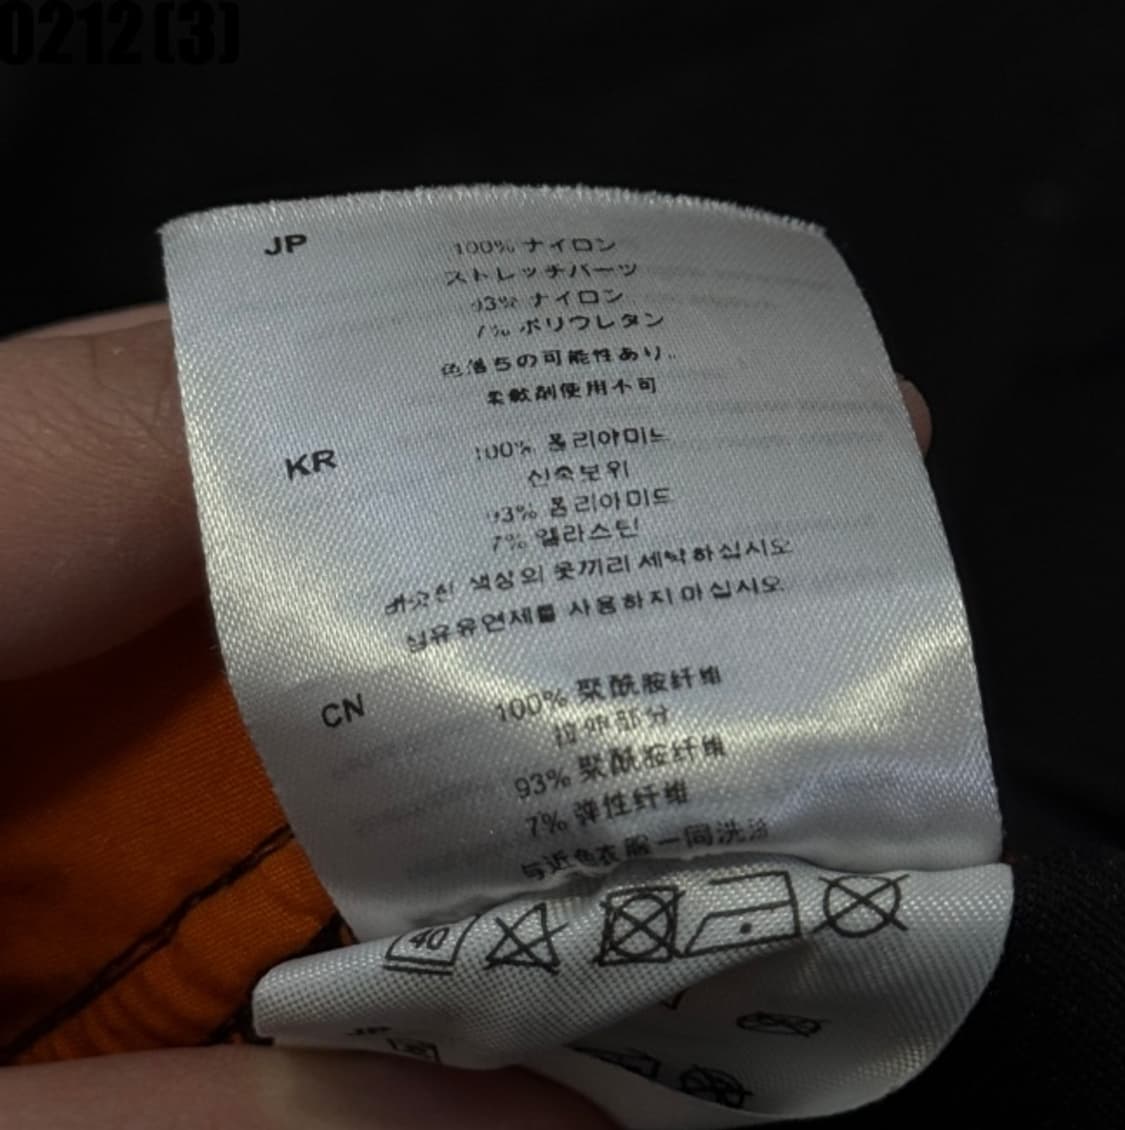 0212(3)
JP
100% ナイロン
ストレッチパーツ
93% ナイロン
7% ポリウレタン
色落ちの可能性あり..
柔軟剤使用不可
KR
100% 폴리아미드
신축보위
93% 폴리아미드
7% 엘라스틴
비슷한 색상의 옷끼리 세탁하십시오
섬유유연제를 사용하지마십시오.
CN
100% 聚酰胺纤维
拉伸部分
93% 聚酰胺纤维
7% 弹性纤维
与近色衣服一同洗涤
40
JP